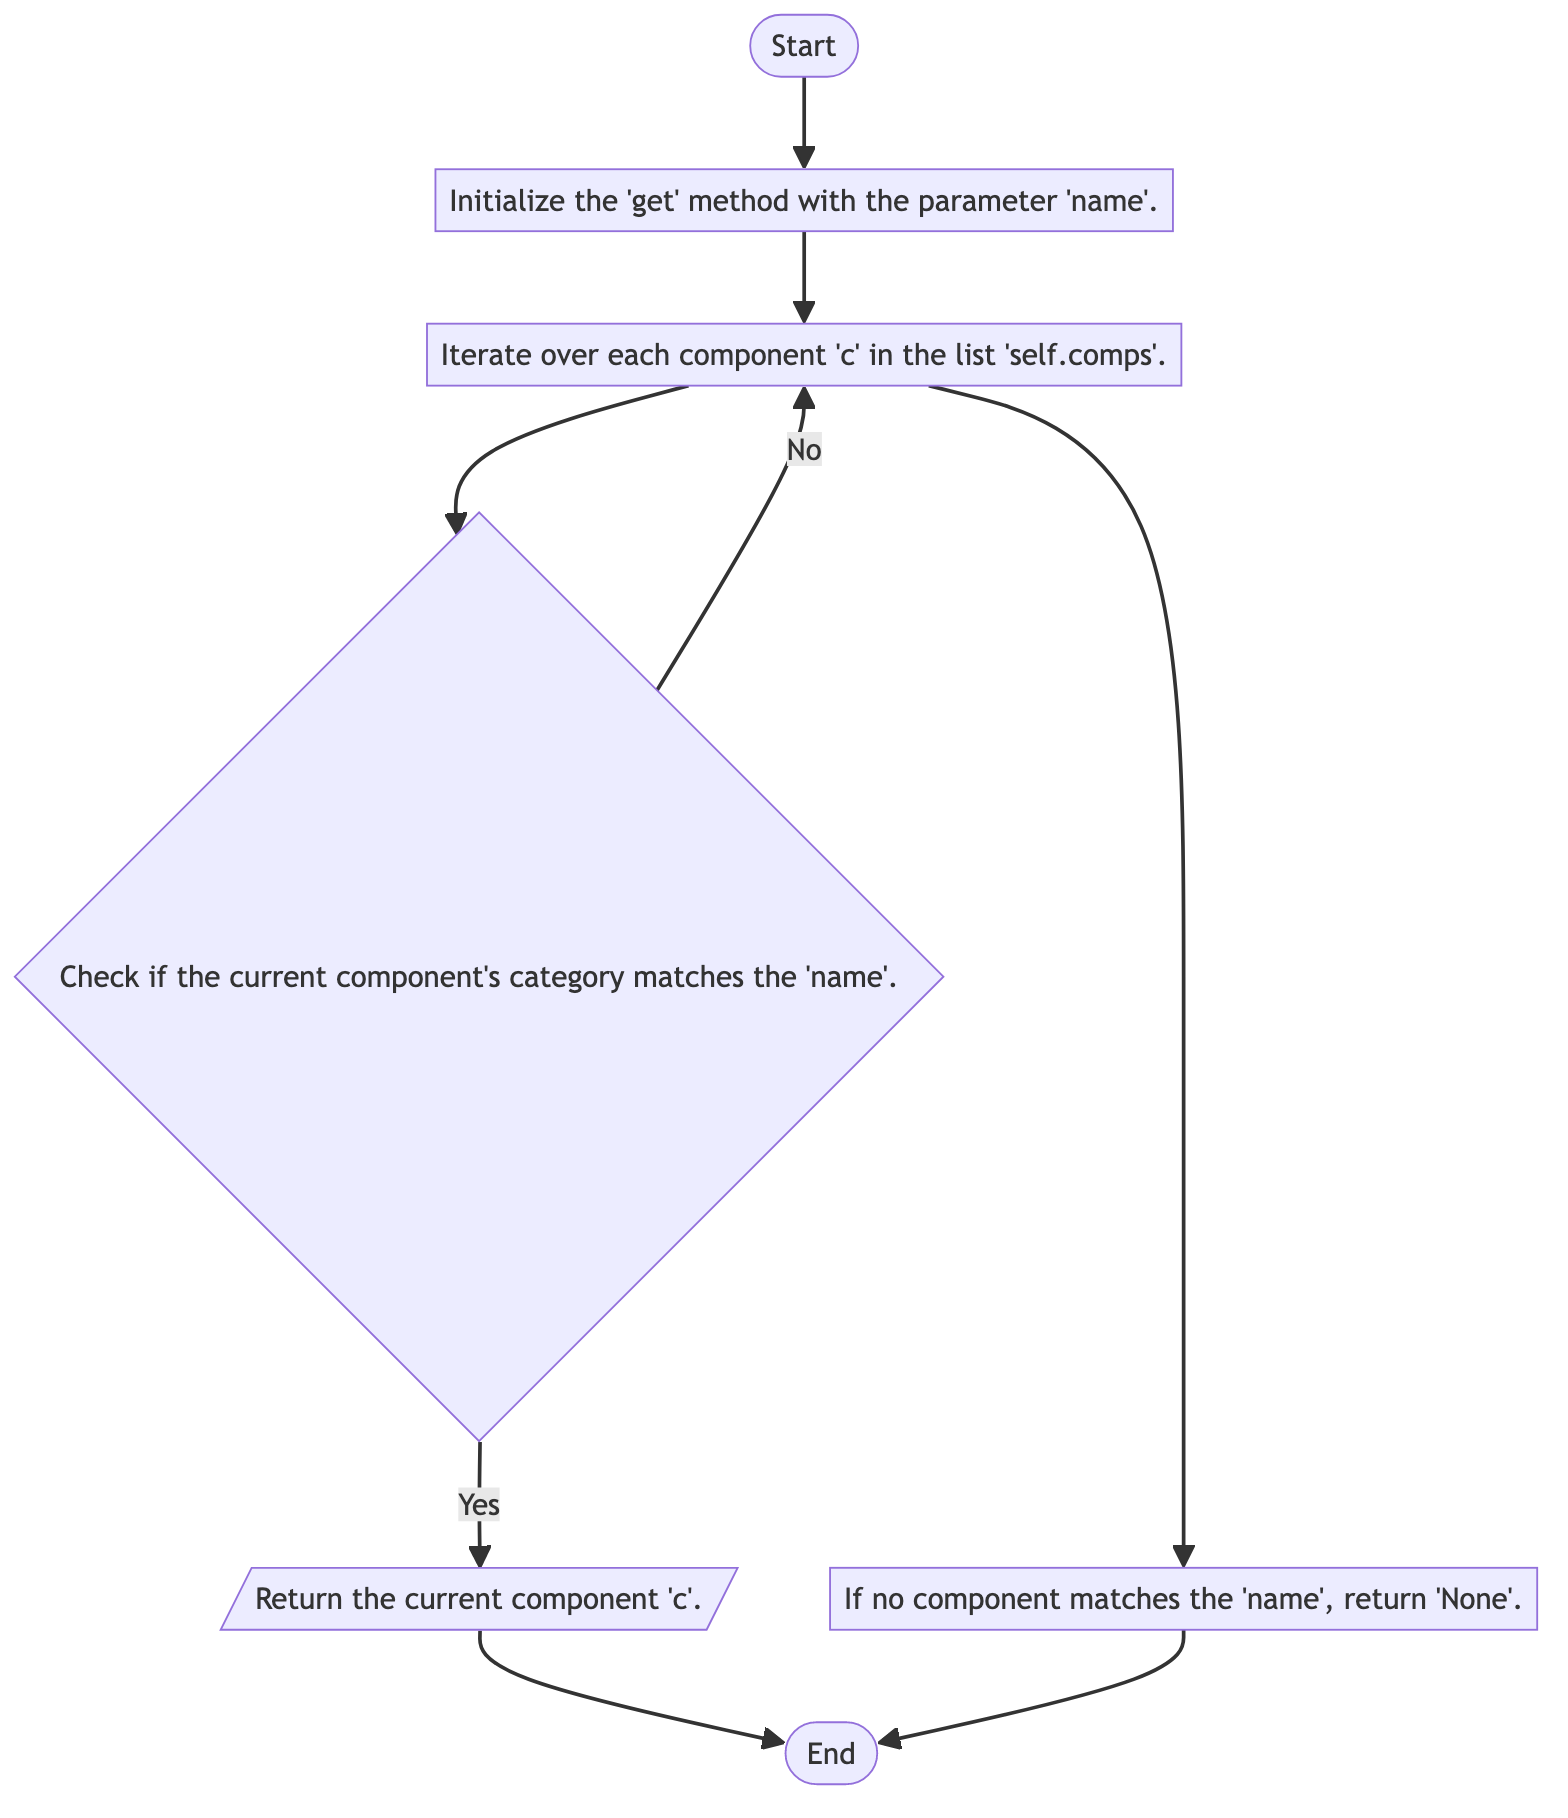 Start
Initialize the 'get' method with the parameter 'name'.
Iterate over each component 'c' in the list 'self.comps'.
No
Check if the current component's category matches the 'name'.
Yes
Return the current component 'c'.
If no component matches the 'name', return 'None'.
End